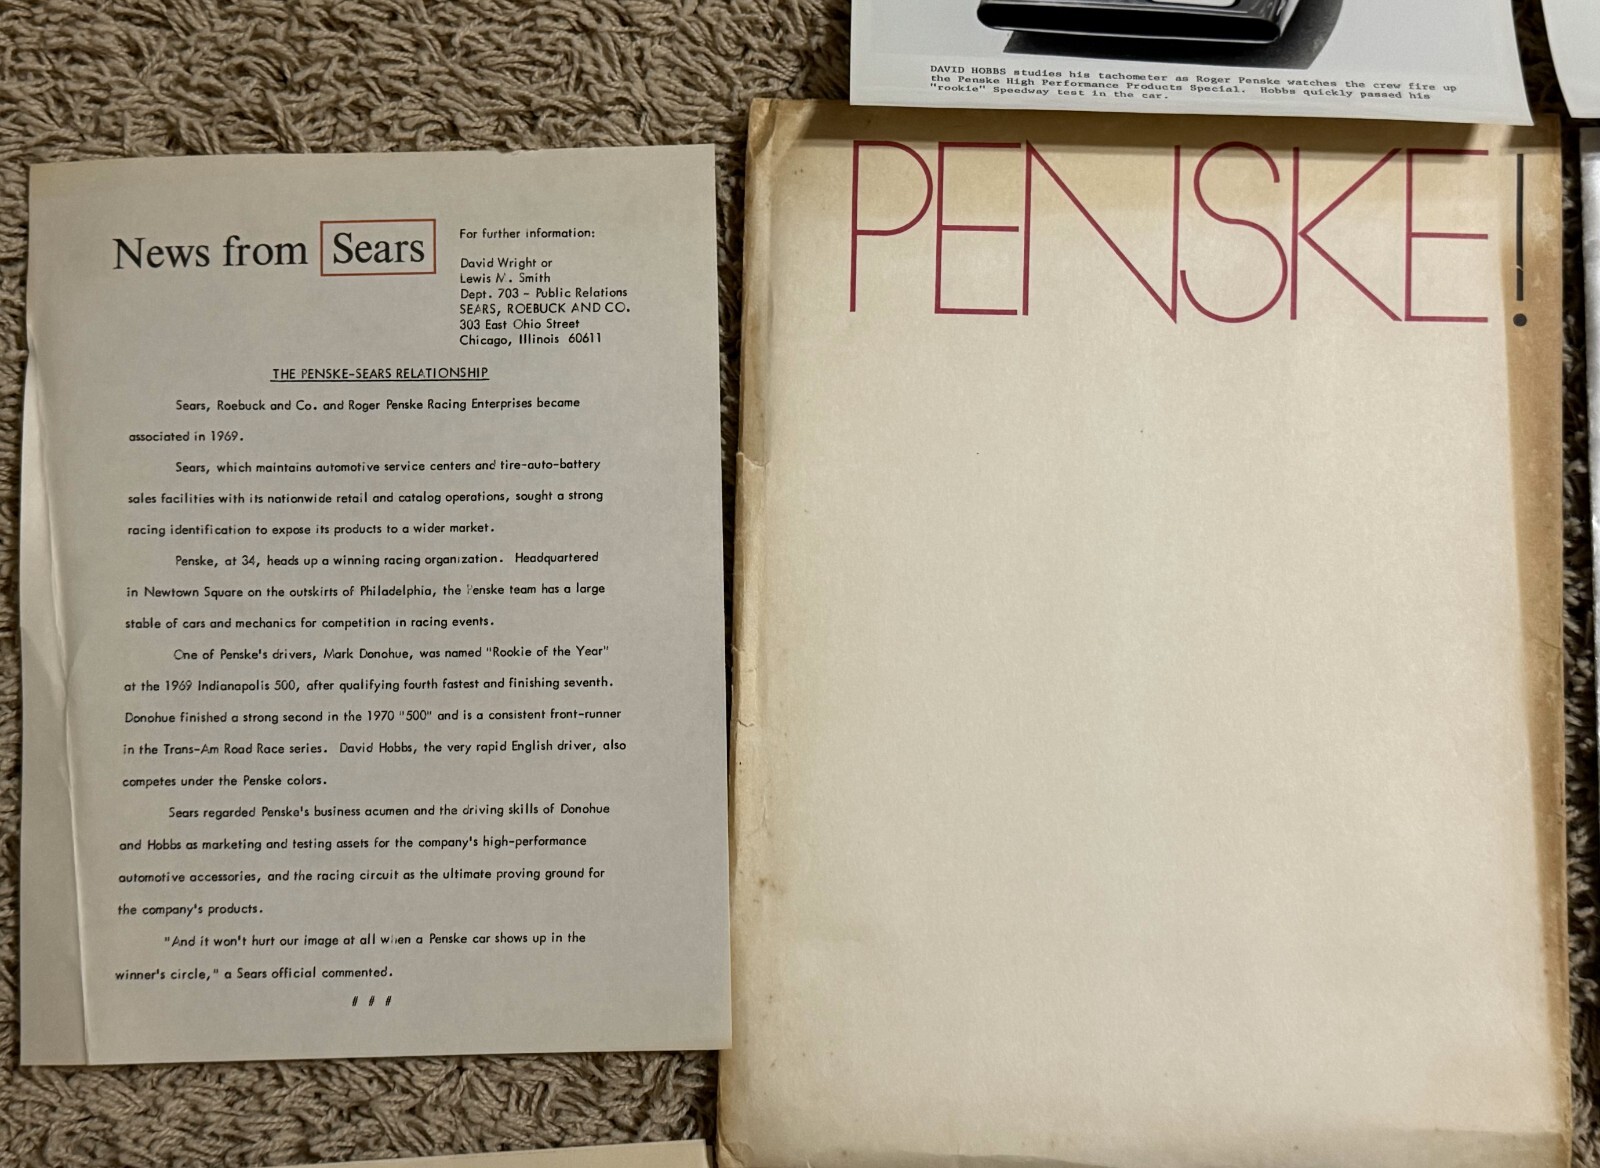 News from Sears
For further information:
David Wright or
Lewis M. Smith
Dept. 703 - Public Relations
SEARS, ROEBUCK AND CO.
303 East Ohio Street
Chicago, Illinois 60611
THE PENSKE-SEARS RELATIONSHIP
Sears, Roebuck and Co. and Roger Penske Racing Enterprises became
associated in 1969.
Sears, which maintains automotive service centers and tire-auto-battery
sales facilities with its nationwide retail and catalog operations, sought a strong
racing identification to expose its products to a wider market.
Penske, at 34, heads up a winning racing organization. Headquartered
in Newtown Square on the outskirts of Philadelphia, the Penske team has a large
stable of cars and mechanics for competition in racing events.
One of Penske's drivers, Mark Donohue, was named "Rookie of the Year"
at the 1969 Indianapolis 500, after qualifying fourth fastest and finishing seventh.
Donohue finished a strong second in the 1970 "500" and is a consistent front-runner
in the Trans-Am Road Race series. David Hobbs, the very rapid English driver, also
competes under the Penske colors.
Sears regarded Penske's business acumen and the driving skills of Donohue
and Hobbs as marketing and testing assets for the company's high-performance
automotive accessories, and the racing circuit as the ultimate proving ground for
the company's products.
"And it won't hurt our image at all when a Penske car shows up in the
winner's circle," a Sears official commented.
# # #
DAVID HOBBS studies his tachometer as Roger Penske watches the crew fire up
the Penske High Performance Products Special. Hobbs quickly passed his
"rookie" Speedway test in the car.
PENSKE!